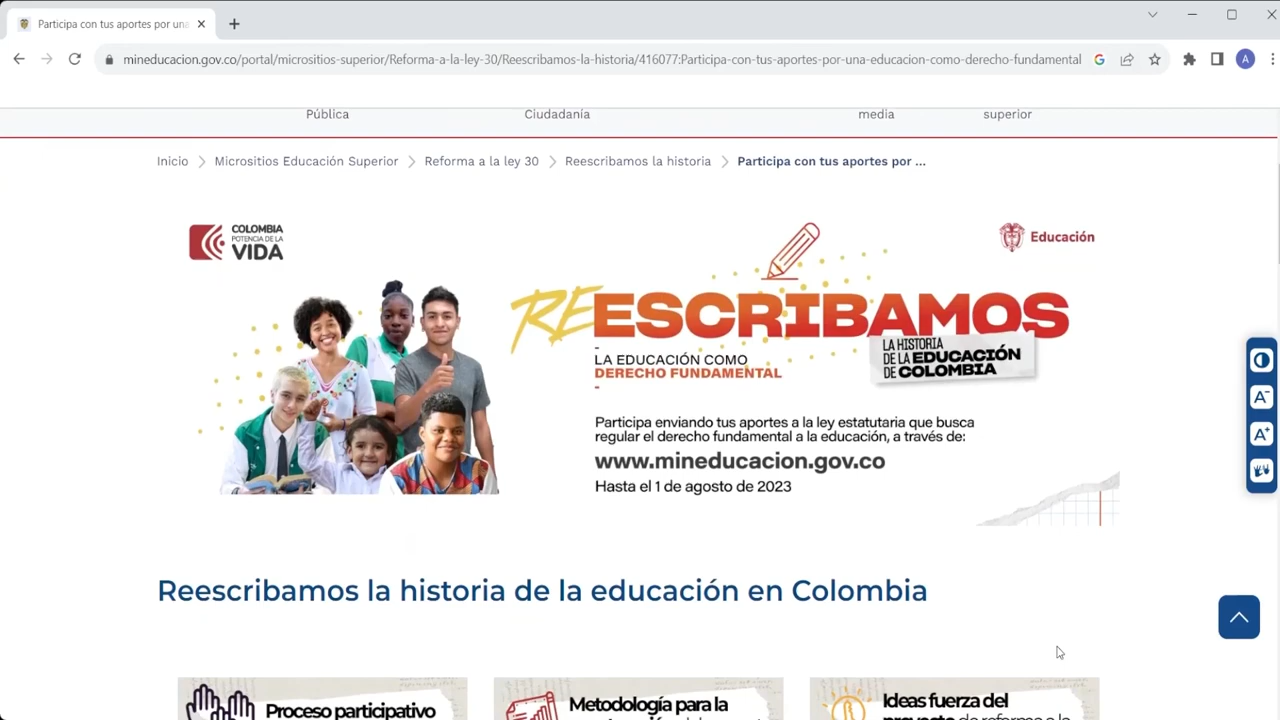 Participa con tus aportes por una
mineducacion.gov.co/portal/micrositios-superior/Reforma-a-la-ley-30/Reescribamos-la-historia/416077:Participa-con-tus-aportes-por-una-educacion-como-derecho-fundamental
A
Pública
Ciudadanía
media
superior
Inicio
Micrositios Educación Superior
Reforma a la ley 30
Reescribamos la historia
Participa con tus aportes por ...
COLOMBIA
POTENCIA DE LA
VIDA
Educación
REESCRIBAMOS
LA HISTORIA
DE LA EDUCACIÓN
DE COLOMBIA
LA EDUCACIÓN COMO
DERECHO FUNDAMENTAL
Participa enviando tus aportes a la ley estatutaria que busca
regular el derecho fundamental a la educación, a través de:
www.mineducacion.gov.co
Hasta el 1 de agosto de 2023
A-
A+
Reescribamos la historia de la educación en Colombia
Proceso participativo
Metodología para la
Ideas fuerza del
proyecto de reforma a la